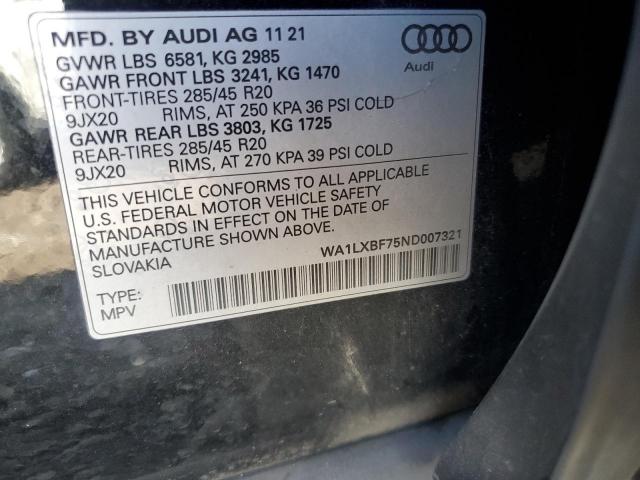 MFD. BY AUDI AG 11 21
GVWR LBS 6581, KG 2985
GAWR FRONT LBS 3241, KG 1470
FRONT-TIRES 285/45 R20
9JX20 RIMS, AT 250 KPA 36 PSI COLD
GAWR REAR LBS 3803, KG 1725
REAR-TIRES 285/45 R20
9JX20 RIMS, AT 270 KPA 39 PSI COLD
Audi
THIS VEHICLE CONFORMS TO ALL APPLICABLE
U.S. FEDERAL MOTOR VEHICLE SAFETY
STANDARDS IN EFFECT ON THE DATE OF
MANUFACTURE SHOWN ABOVE.
SLOVAKIA
WA1LXBF75ND007321
TYPE:
MPV